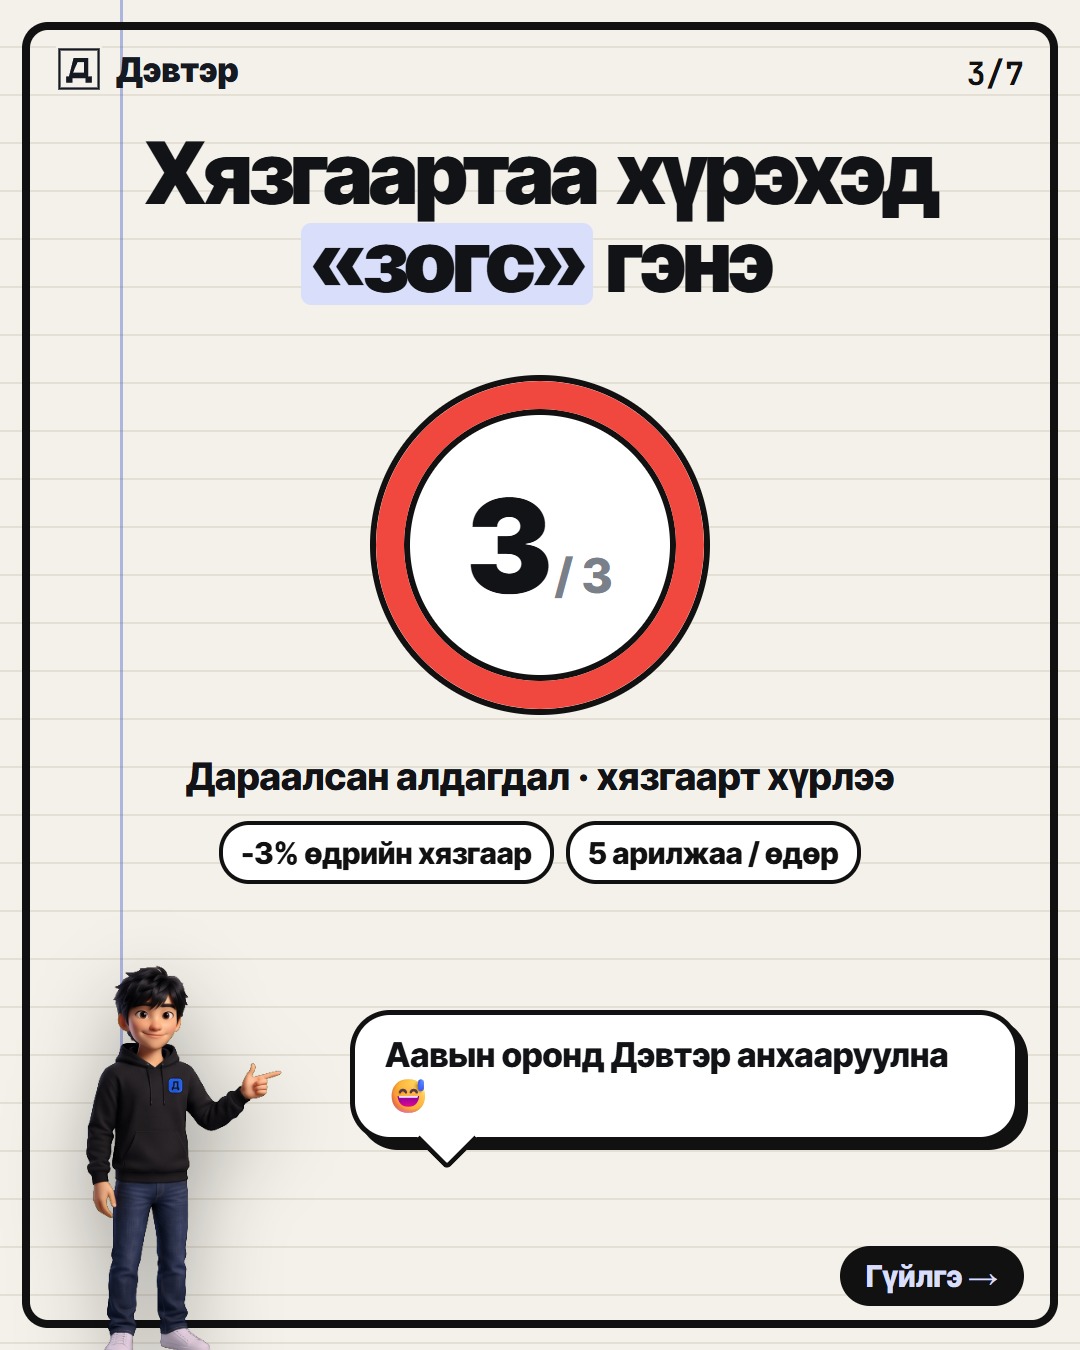 Д Дэвтэр
3/7
Хязгаартаа хүрэхэд
«зогс» гэнэ
3 / 3
Дараалсан алдагдал · хязгаарт хүрлээ
-3% өдрийн хязгаар
5 арилжаа / өдөр
Аавын оронд Дэвтэр анхааруулна
😅
Д
Гүйлгэ →